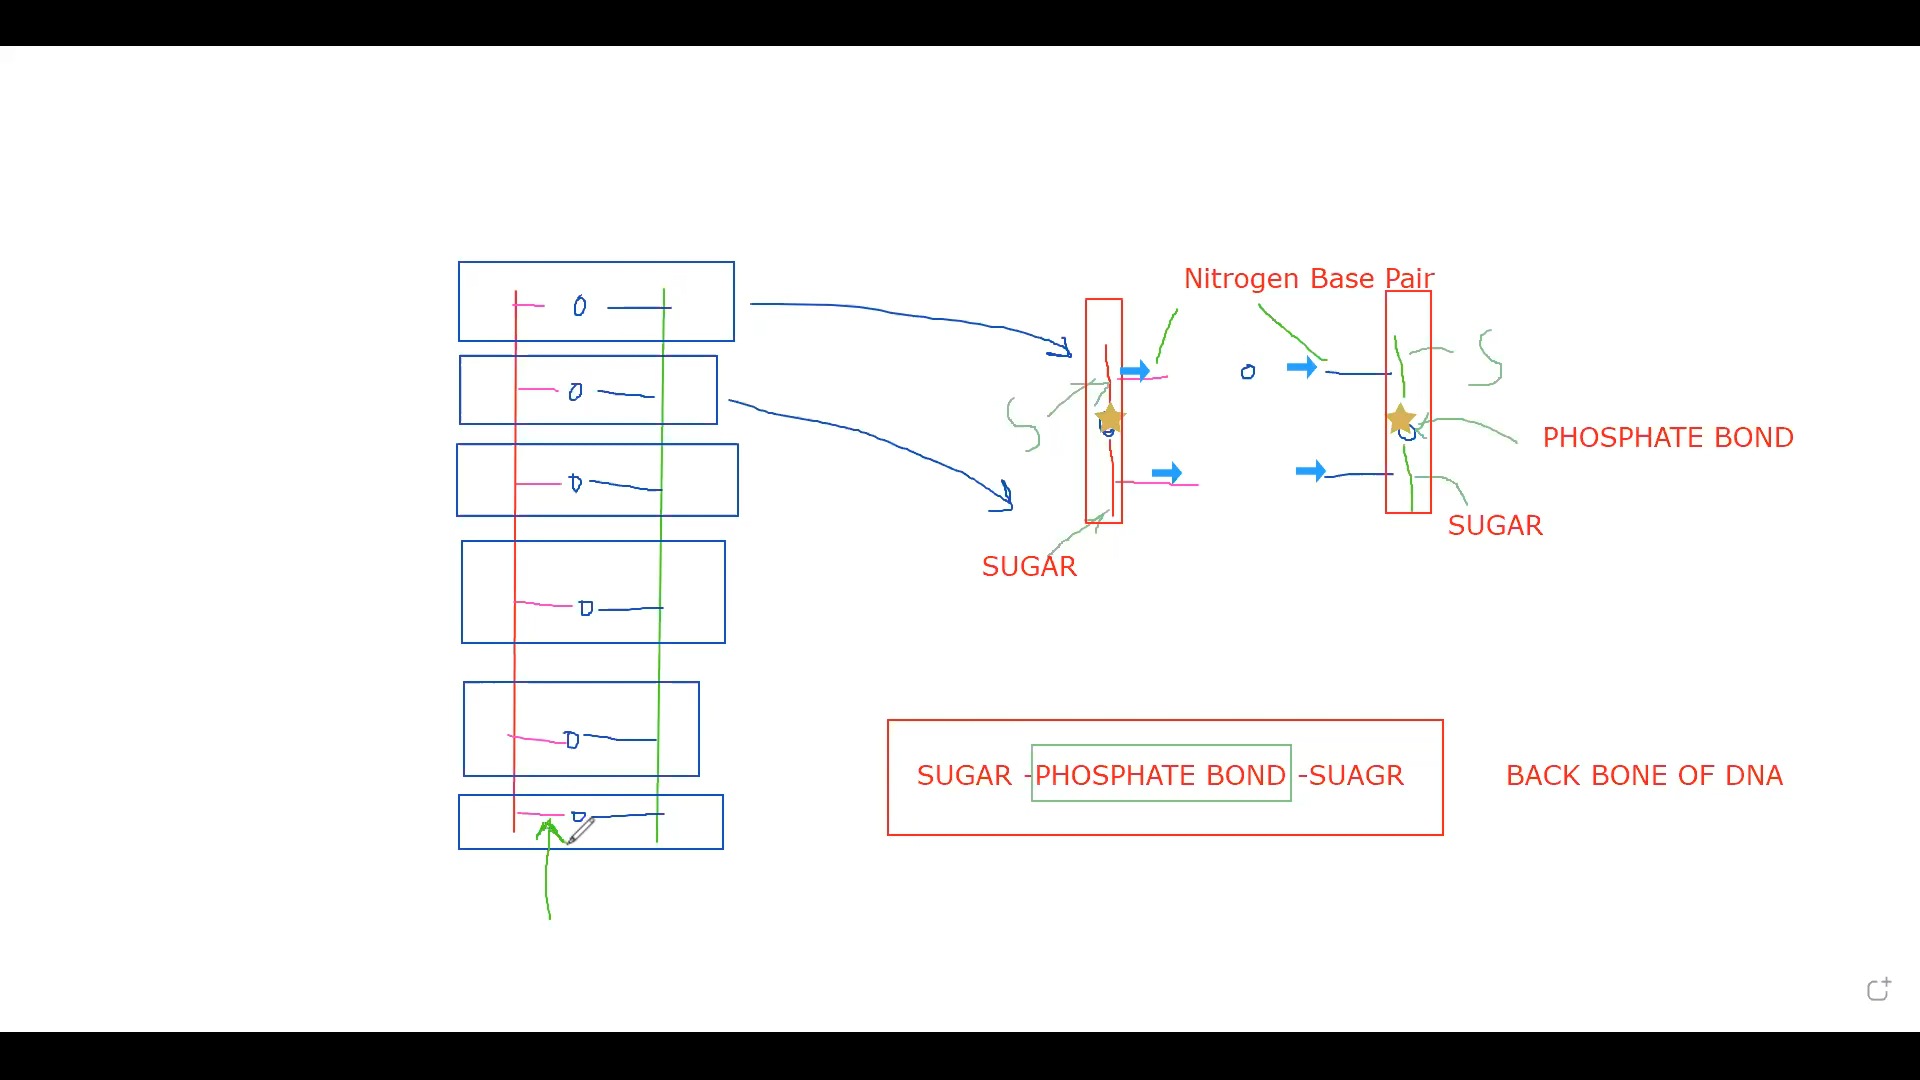 Nitrogen Base Pair
S
S
PHOSPHATE BOND
SUGAR
SUGAR
SUGAR -PHOSPHATE BOND -SUAGR
BACK BONE OF DNA